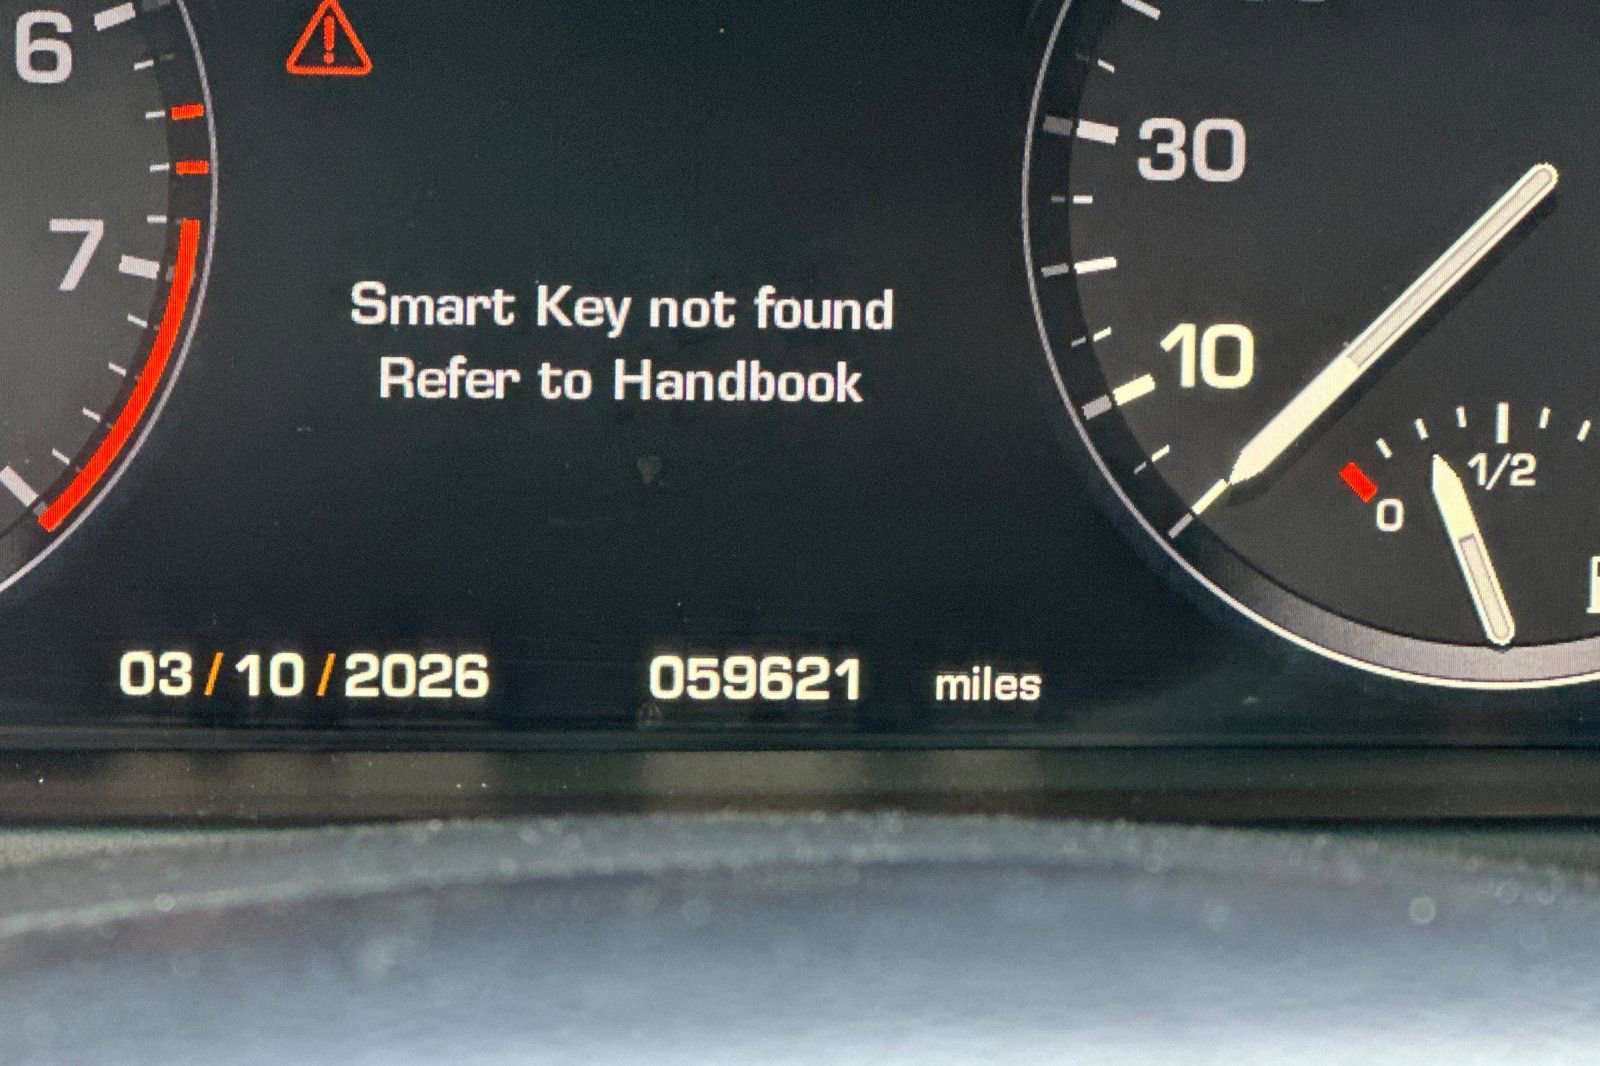 6
7
30
10
1/2
0
Smart Key not found
Refer to Handbook
03/10/2026 059621 miles